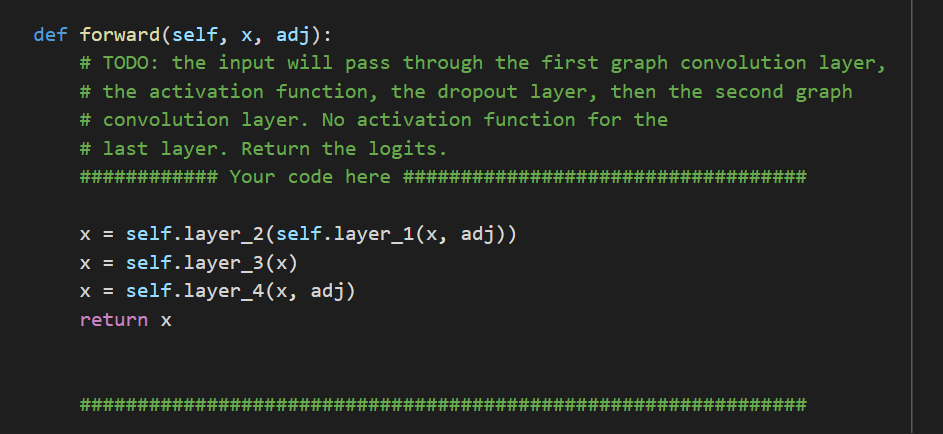 def forward(self, x, adj):
# TODO: the input will pass through the first graph convolution layer,
# the activation function, the dropout layer, then the second graph
# convolution layer. No activation function for the
# last layer. Return the logits.
############ Your code here ###################################
x = self.layer_2(self.layer_1(x, adj))
x = self.layer_3(x)
x = self.layer_4(x, adj)
return x
###############################################################